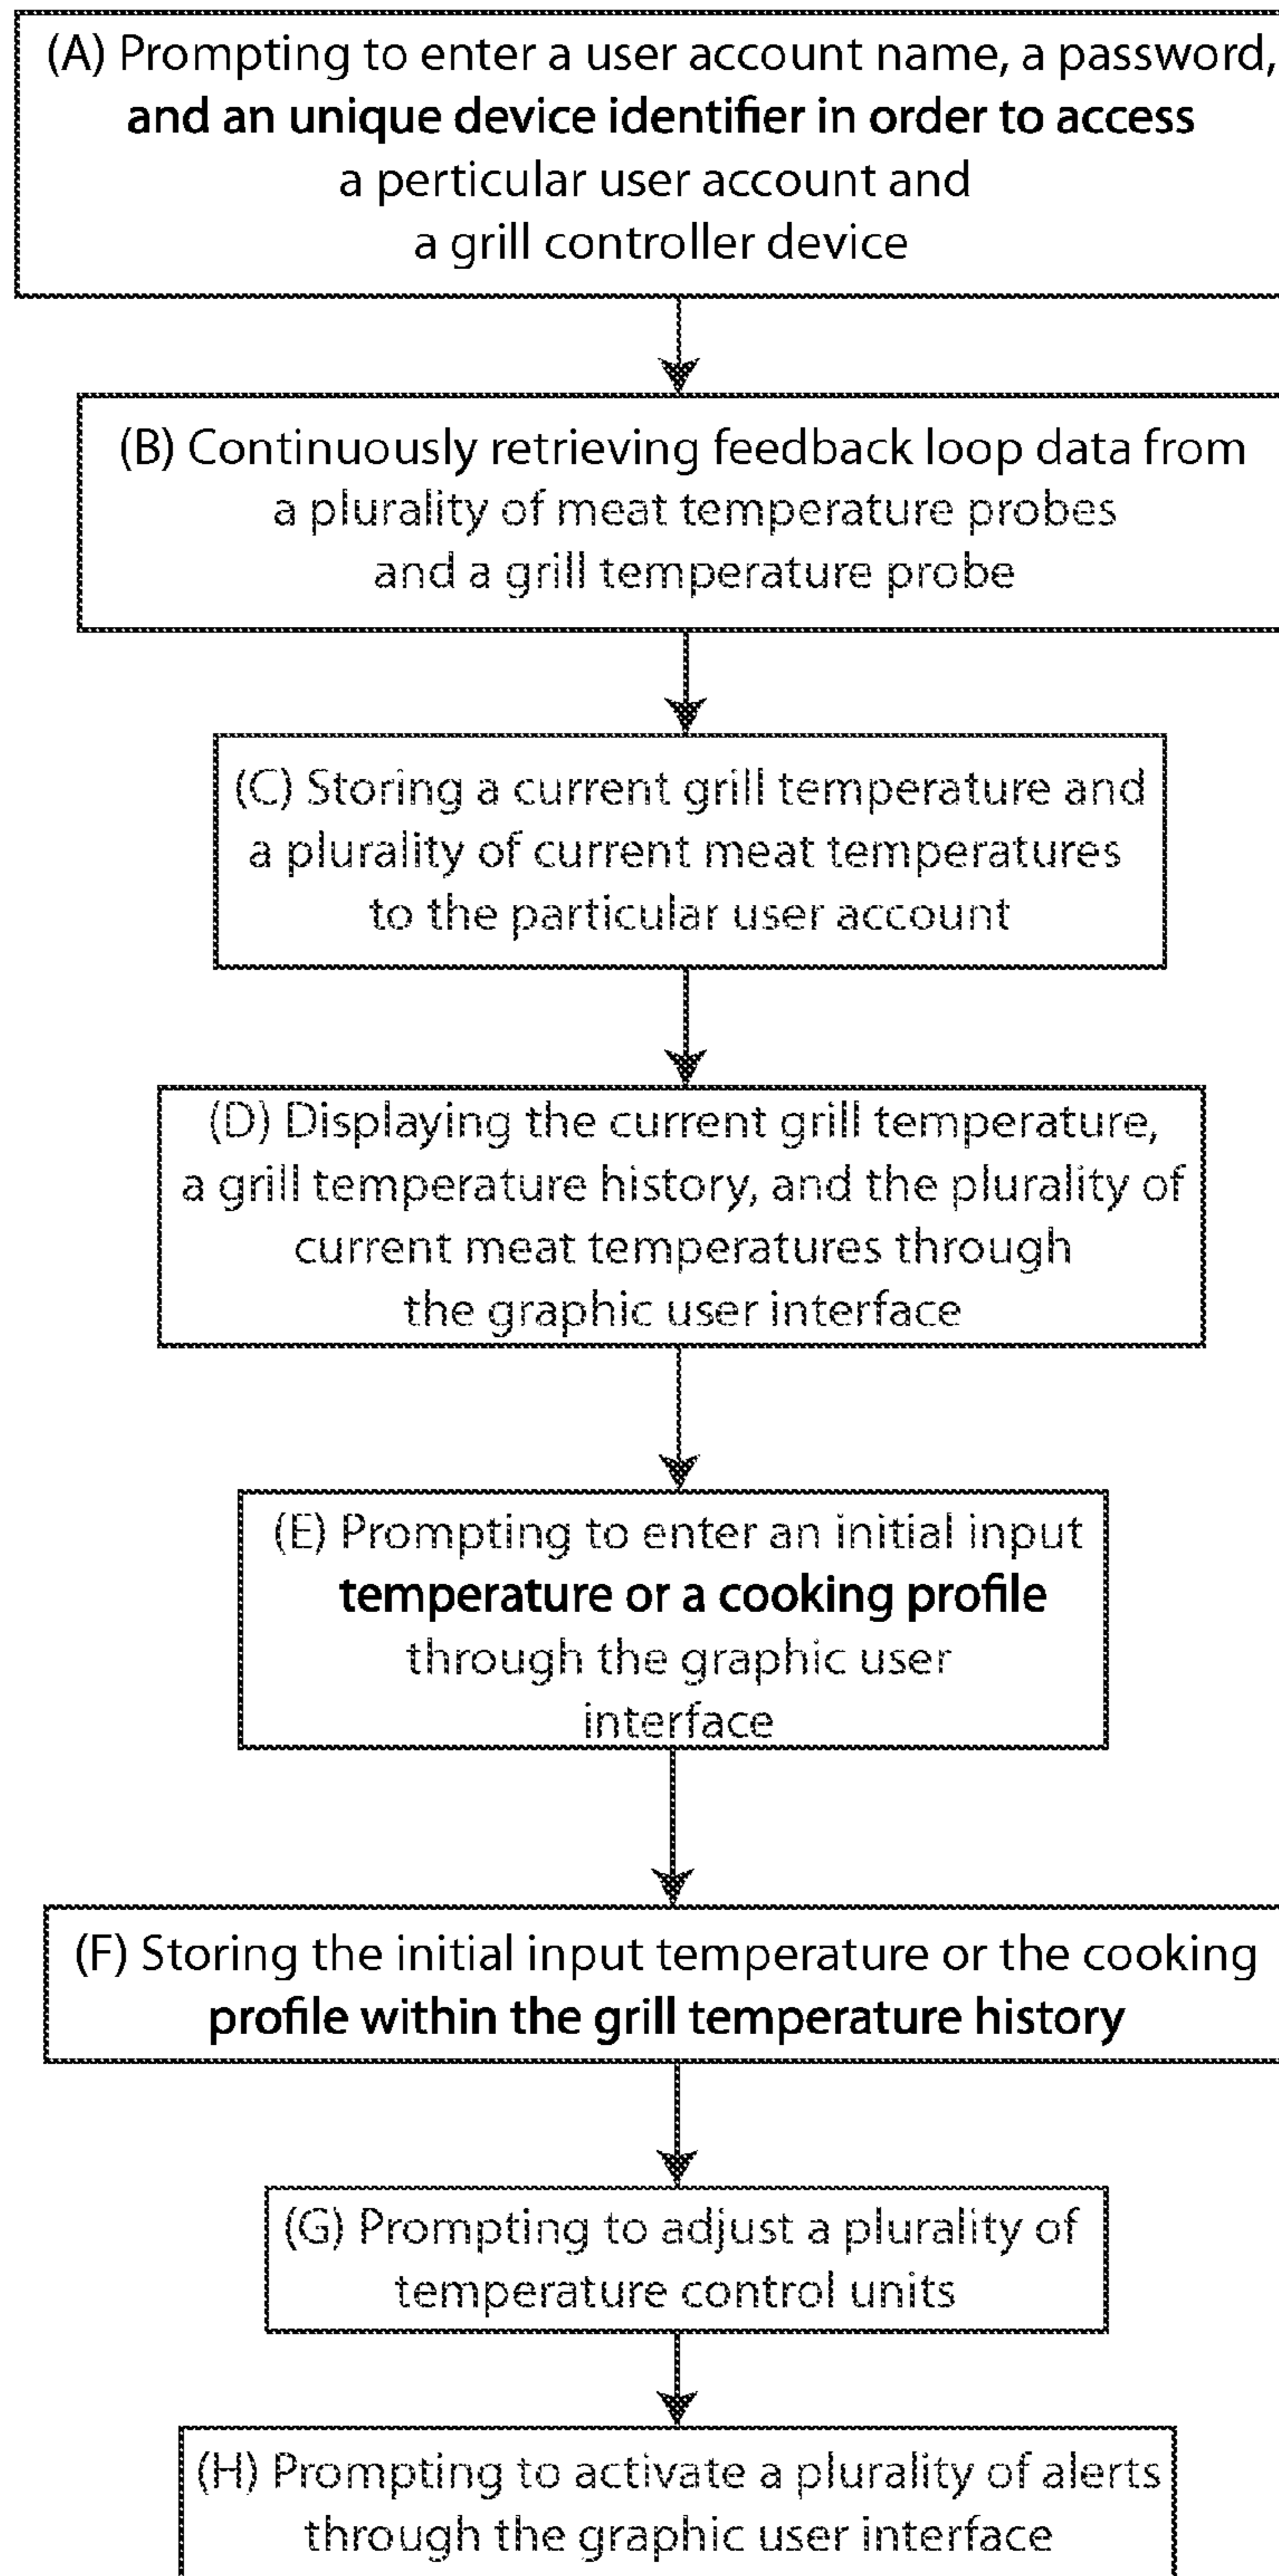 (A) Prompting to enter a user account name, a password,
and an unique device identifier in order to access
a perticular user account and
a grill controller device
(B) Continuously retrieving feedback loop data from
a plurality of meat temperature probes
and a grill temperature probe
(C) Storing a current grill temperature and
a plurality of current meat temperatures
to the particular user account
(D) Displaying the current grill temperature,
a grill temperature history, and the plurality of
current meat temperatures through
the graphic user interface
(E) Prompting to enter an initial input
temperature or a cooking profile
through the graphic user
interface
(F) Storing the initial input temperature or the cooking
profile within the grill temperature history
(G) Prompting to adjust a plurality of
temperature control units
(H) Prompting to activate a plurality of alerts
through the graphic user interface